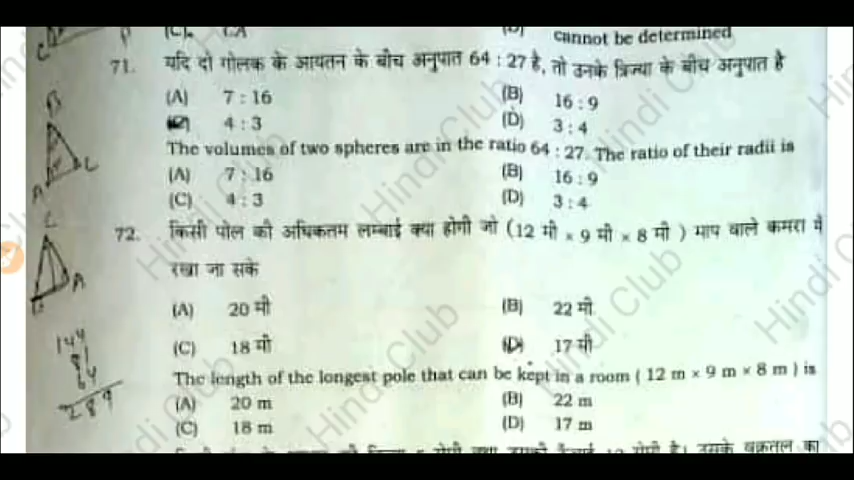 (C). CA (D) cannot be determined
71. यदि दो गोलक के आयतन के बीच अनुपात 64 : 27 है, तो उनके त्रिज्या के बीच अनुपात है
(A) 7 : 16 (B) 16 : 9
4 : 3 (D) 3 : 4
The volumes of two spheres are in the ratio 64 : 27. The ratio of their radii is
(A) 7 : 16 (B) 16 : 9
(C) 4 : 3 (D) 3 : 4
72. किसी पोल की अधिकतम लम्बाई क्या होगी जो (12 मी × 9 मी × 8 मी ) माप वाले कमरा में
रखा जा सके
(A) 20 मी (B) 22 मी
(C) 18 मी (D) 17 मी
The length of the longest pole that can be kept in a room ( 12 m × 9 m × 8 m ) is
(A) 20 m (B) 22 m
(C) 18 m (D) 17 m
B
A L
L
A
144
81
64
289
Hindi Club